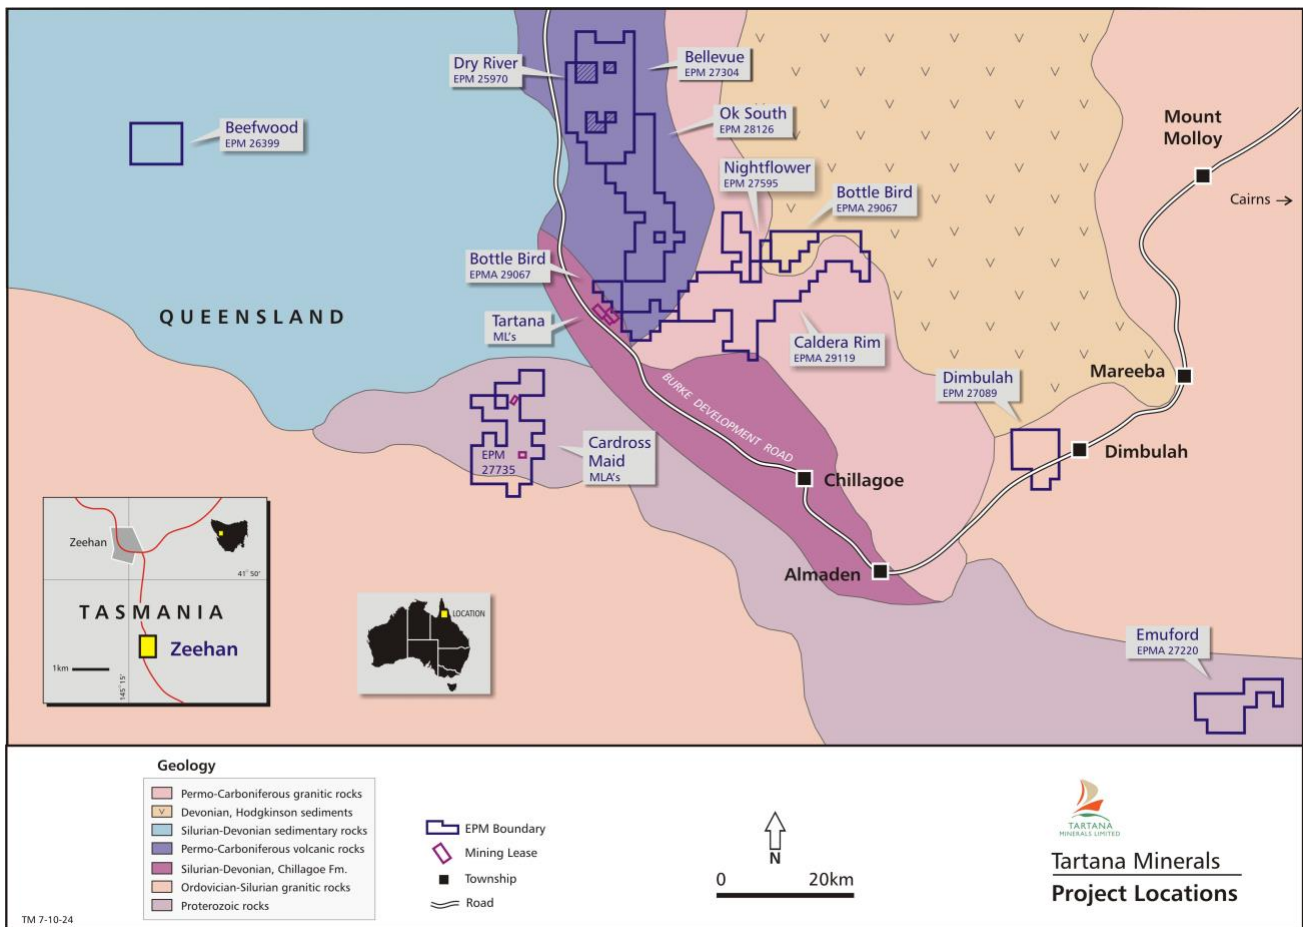 Dry River
EPM 25970
Bellevue
EPM 27304
Ok South
EPM 28126
Mount
Molloy
Beefwood
EPM 26399
Nightflower
EPM 27595
Bottle Bird
EPMA 29067
Cairns →
Bottle Bird
EPMA 29067
QUEENSLAND
Tartana
ML's
Caldera Rim
EPMA 29119
Dimbulah
EPM 27089
Mareeba
BURKE DEVELOPMENT ROAD
Cardross
Maid
MLA's
EPM
27735
Dimbulah
Chillagoe
Almaden
Zeehan
41° 50'
TASMANIA
Zeehan
1km
145° 15'
LOCATION
Emuford
EPMA 27220
Geology
Permo-Carboniferous granitic rocks
Devonian, Hodgkinson sediments
Silurian-Devonian sedimentary rocks
Permo-Carboniferous volcanic rocks
Silurian-Devonian, Chillagoe Fm.
Ordovician-Silurian granitic rocks
Proterozoic rocks
EPM Boundary
Mining Lease
Township
Road
N
0 20km
TARTANA
MINERALS LIMITED
Tartana Minerals
Project Locations
TM 7-10-24